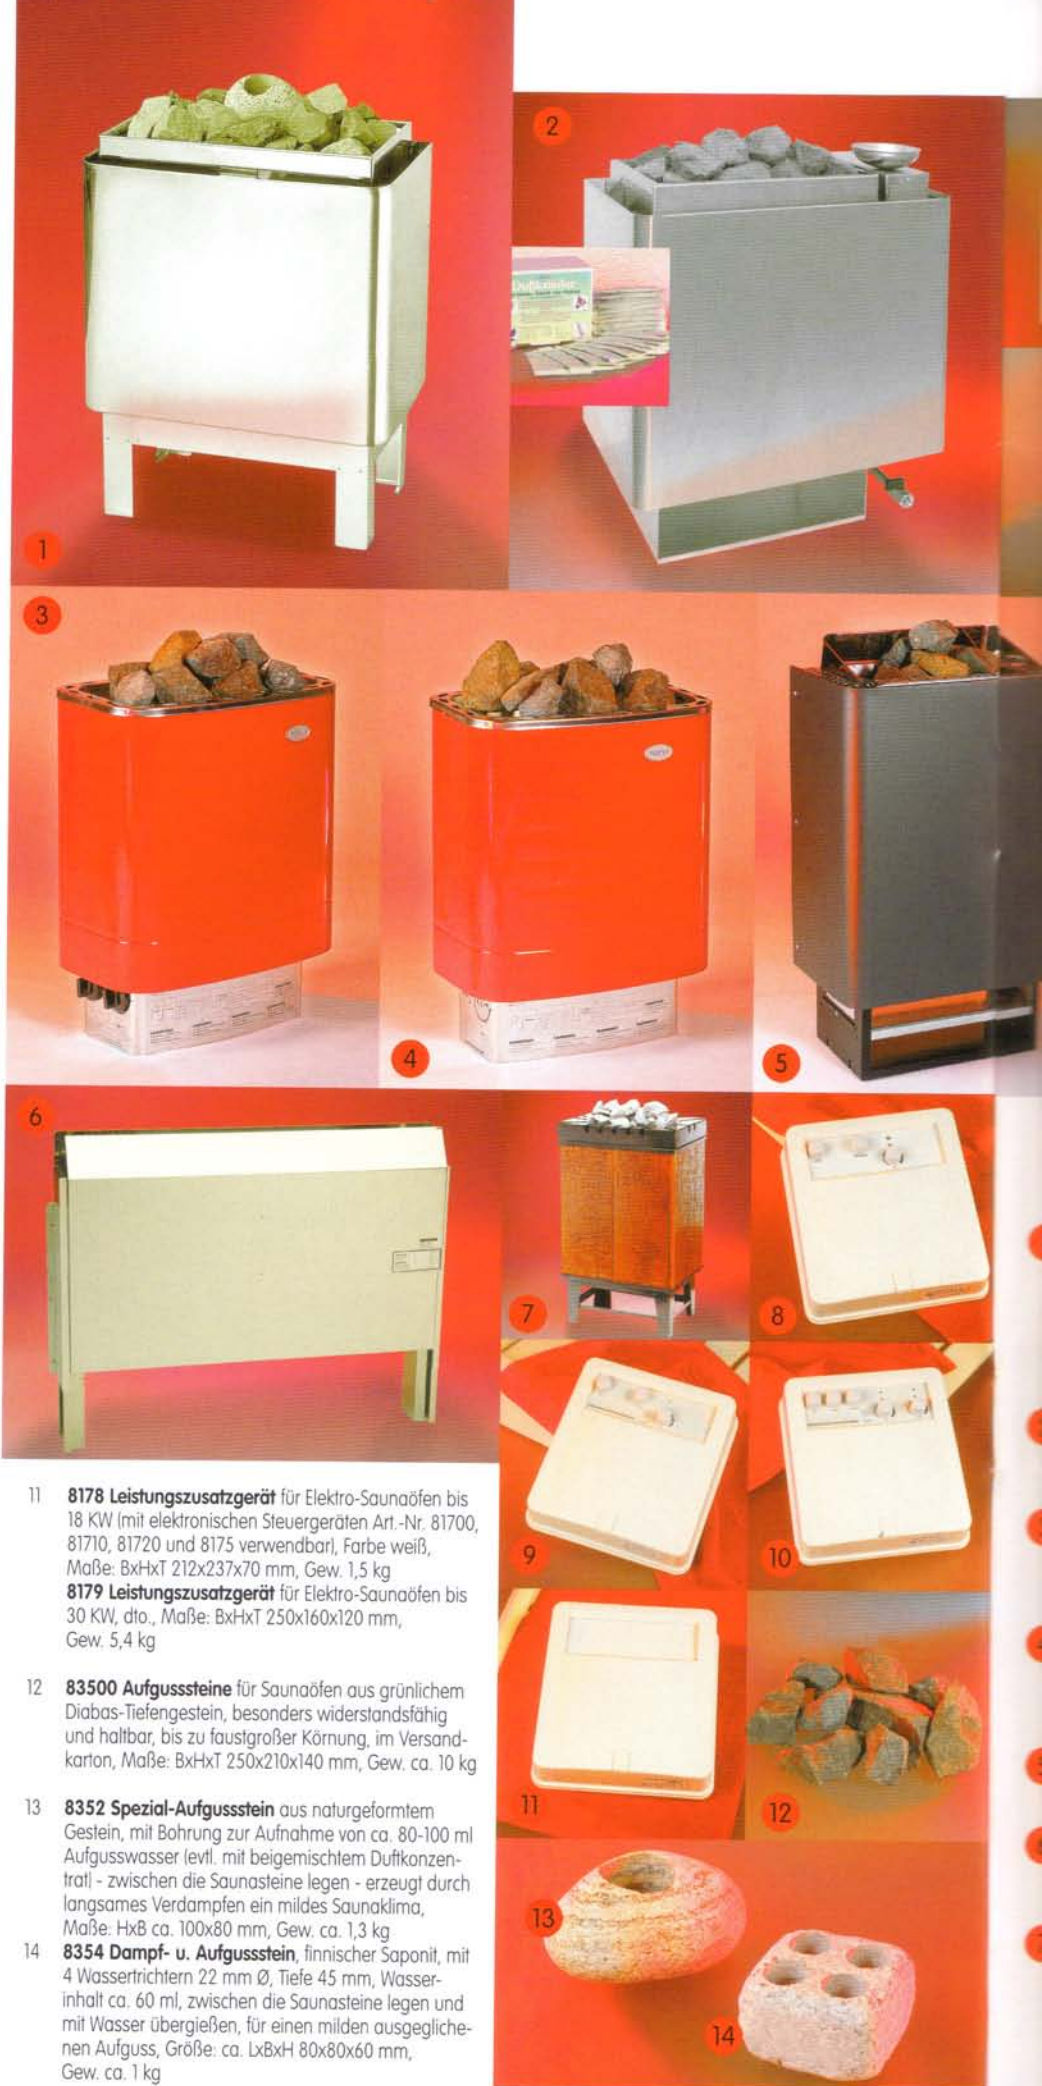 1
2
Duftkräuter
3
4
5
6
7
8
9
10
11
12
13
14
11 8178 Leistungszusatzgerät für Elektro-Saunaöfen bis
18 KW (mit elektronischen Steuergeräten Art.-Nr. 81700,
81710, 81720 und 8175 verwendbar), Farbe weiß,
Maße: BxHxT 212x237x70 mm, Gew. 1,5 kg
8179 Leistungszusatzgerät für Elektro-Saunaöfen bis
30 KW, dto., Maße: BxHxT 250x160x120 mm,
Gew. 5,4 kg
12 83500 Aufgusssteine für Saunaöfen aus grünlichem
Diabas-Tiefengestein, besonders widerstandsfähig
und haltbar, bis zu faustgroßer Körnung, im Versand-
karton, Maße: BxHxT 250x210x140 mm, Gew. ca. 10 kg
13 8352 Spezial-Aufgussstein aus naturgeformtem
Gestein, mit Bohrung zur Aufnahme von ca. 80-100 ml
Aufgusswasser (evtl. mit beigemischtem Duftkonzen-
trat) - zwischen die Saunasteine legen - erzeugt durch
langsames Verdampfen ein mildes Saunaklima,
Maße: HxB ca. 100x80 mm, Gew. ca. 1,3 kg
14 8354 Dampf- u. Aufgussstein, finnischer Saponit, mit
4 Wassertrichtern 22 mm Ø, Tiefe 45 mm, Wasser-
inhalt ca. 60 ml, zwischen die Saunasteine legen und
mit Wasser übergießen, für einen milden ausgegliche-
nen Aufguss, Größe: ca. LxBxH 80x80x60 mm,
Gew. ca. 1 kg